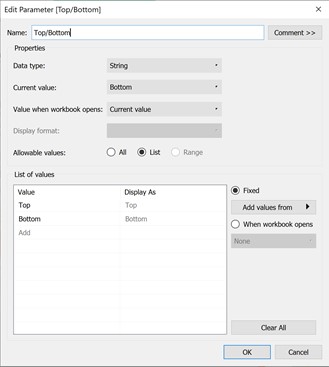 Edit Parameter [Top/Bottom]
Name: Top/Bottom Comment >>
Properties
Data type: String
Current value: Bottom
Value when workbook opens: Current value
Display format:
Allowable values: All List Range
List of values
Value Display As Fixed
Top Top Add values from
Bottom Bottom When workbook opens
Add None
Clear All
OK Cancel